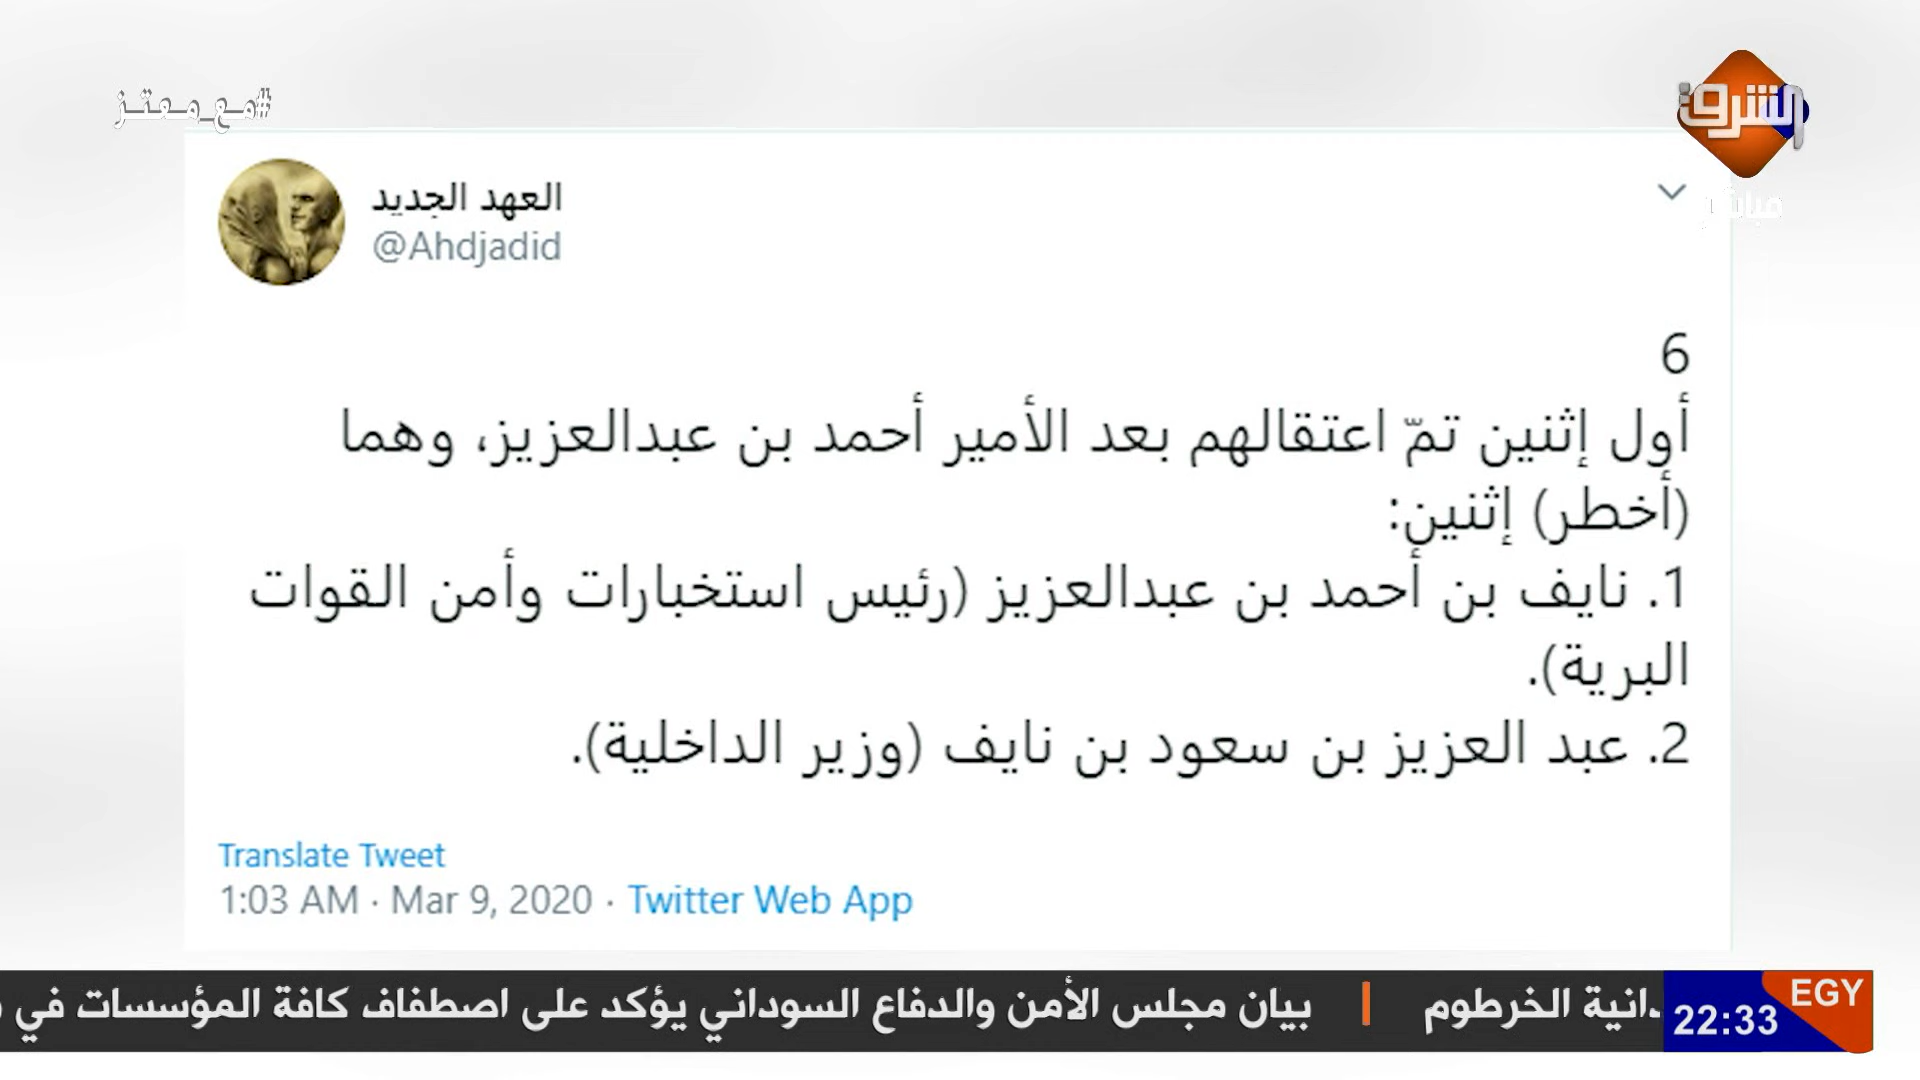 #مع_معتز
الشرق
مباشر
العهد الجديد
@Ahdjadid
6
أول إثنين تمّ اعتقالهم بعد الأمير أحمد بن عبدالعزيز، وهما
(أخطر) إثنين:
1. نايف بن أحمد بن عبدالعزيز (رئيس استخبارات وأمن القوات
البرية).
2. عبد العزيز بن سعود بن نايف (وزير الداخلية).
Translate Tweet
1:03 AM · Mar 9, 2020 · Twitter Web App
EGY
22:33
الخرطوم | بيان مجلس الأمن والدفاع السوداني يؤكد على اصطفاف كافة المؤسسات في